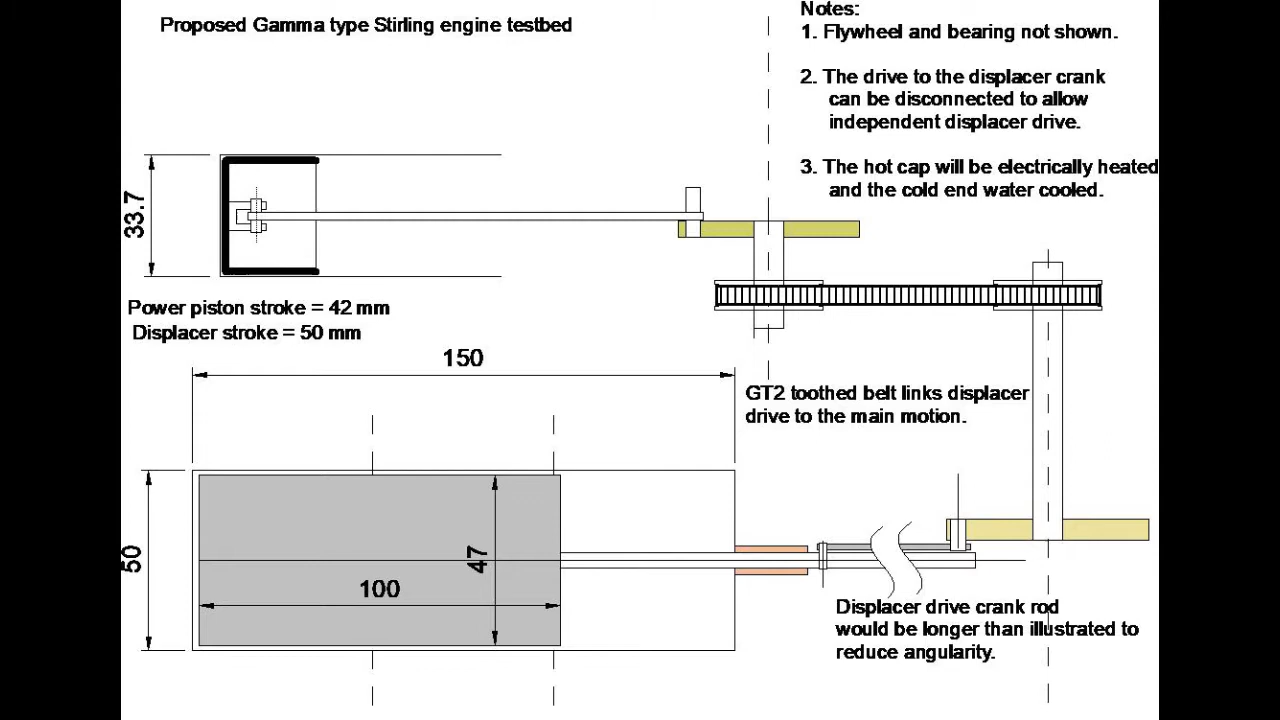 Proposed Gamma type Stirling engine testbed
Notes:
1. Flywheel and bearing not shown.
2. The drive to the displacer crank
can be disconnected to allow
independent displacer drive.
3. The hot cap will be electrically heated
and the cold end water cooled.
33.7
Power piston stroke = 42 mm
Displacer stroke = 50 mm
150
GT2 toothed belt links displacer
drive to the main motion.
50
47
100
Displacer drive crank rod
would be longer than illustrated to
reduce angularity.